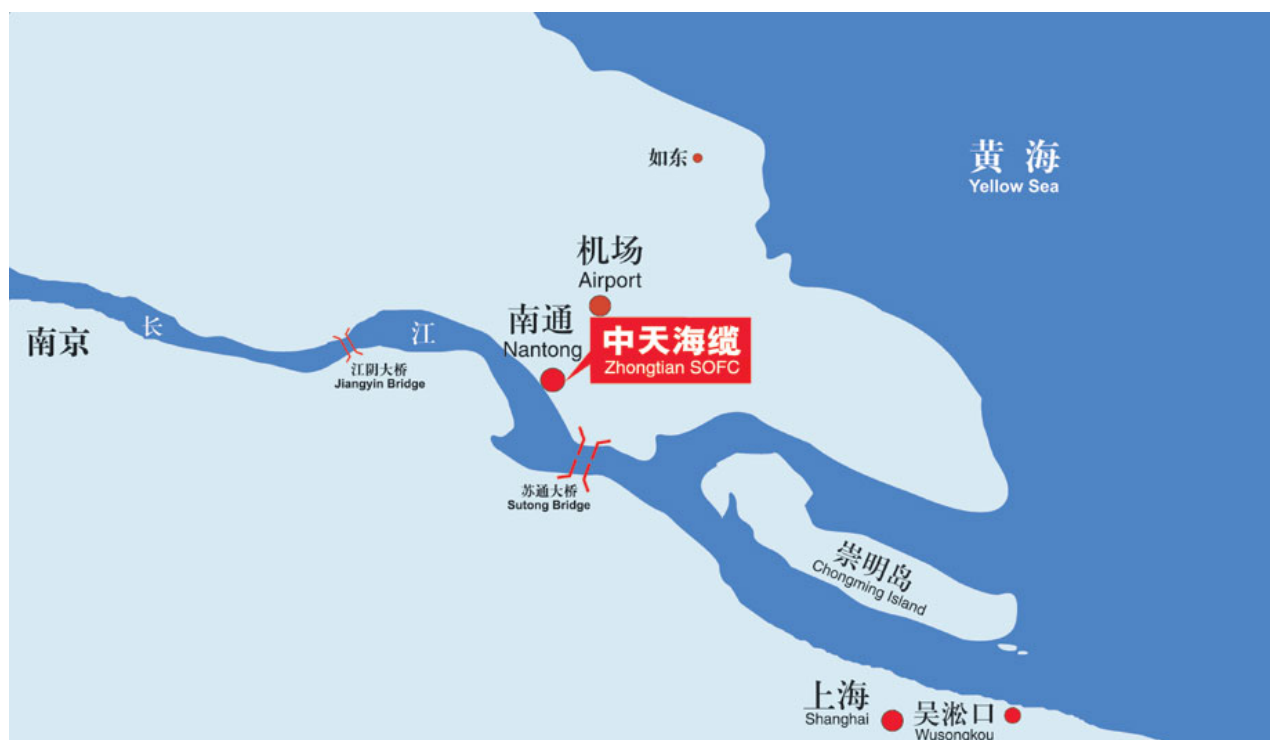 黄海
Yellow Sea
如东
机场
Airport
南通
Nantong
中天海缆
Zhongtian SOFC
长江
南京
江阴大桥
Jiangyin Bridge
苏通大桥
Sutong Bridge
崇明岛
Chongming Island
上海
Shanghai
吴淞口
Wusongkou